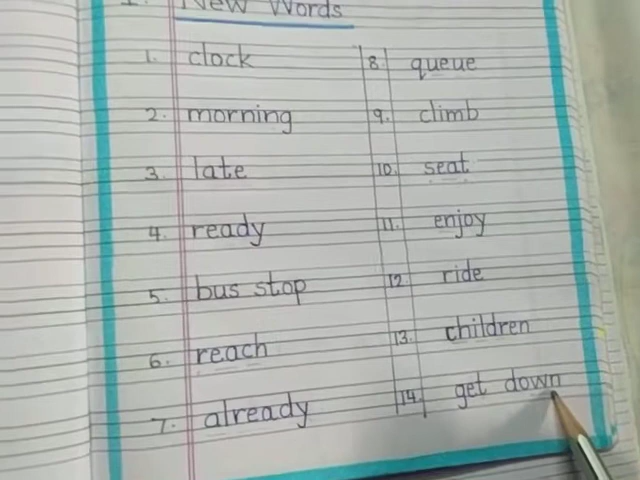 1. New Words
1. clock
2. morning
3. late
4. ready
5. bus stop
6. reach
7. already
8. queue
9. climb
10. seat
11. enjoy
12. ride
13. children
14. get down